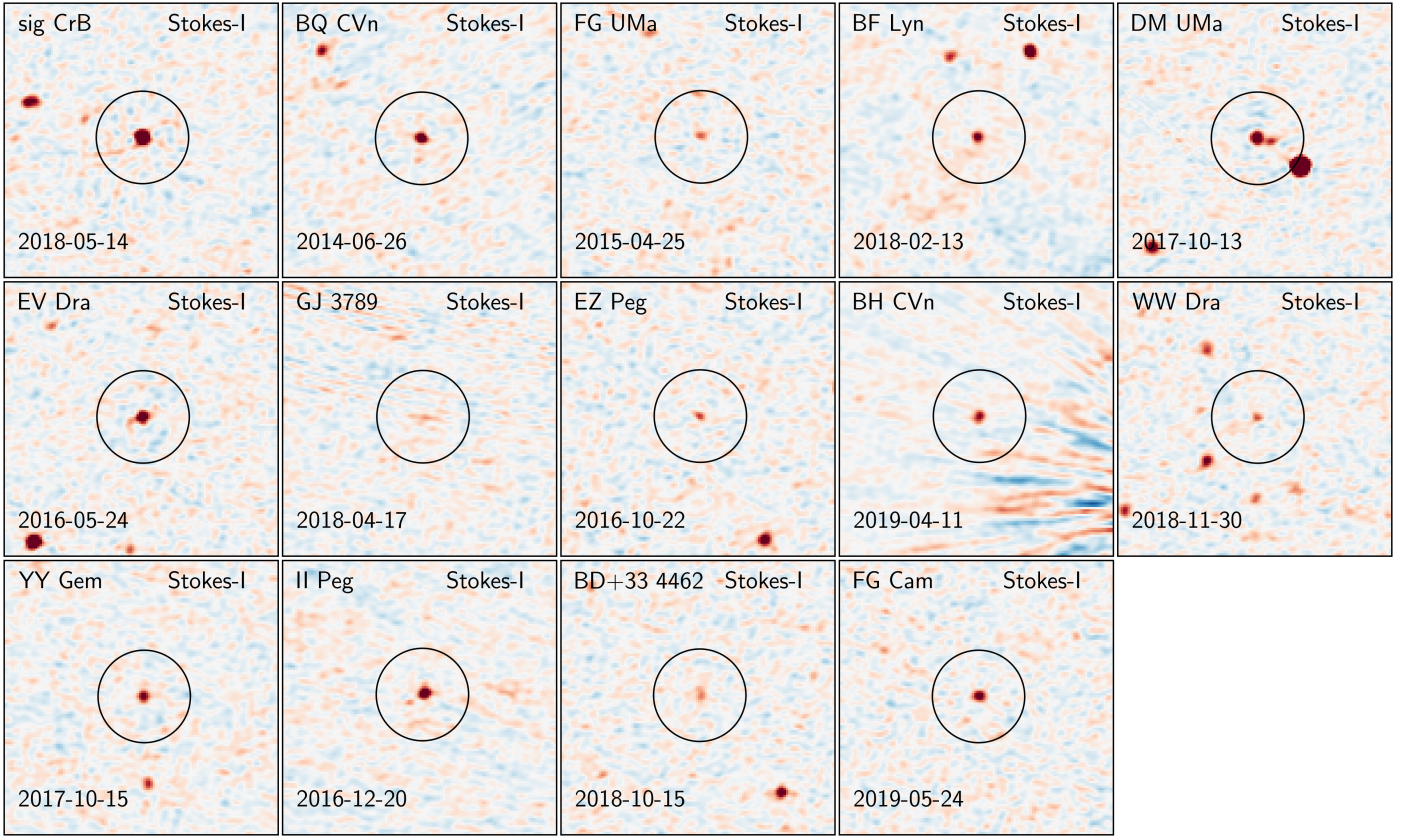 sig CrB Stokes-I
2018-05-14
BQ CVn Stokes-I
2014-06-26
FG UMa Stokes-I
2015-04-25
BF Lyn Stokes-I
2018-02-13
DM UMa Stokes-I
2017-10-13
EV Dra Stokes-I
2016-05-24
GJ 3789 Stokes-I
2018-04-17
EZ Peg Stokes-I
2016-10-22
BH CVn Stokes-I
2019-04-11
WW Dra Stokes-I
2018-11-30
YY Gem Stokes-I
2017-10-15
II Peg Stokes-I
2016-12-20
BD+33 4462 Stokes-I
2018-10-15
FG Cam Stokes-I
2019-05-24